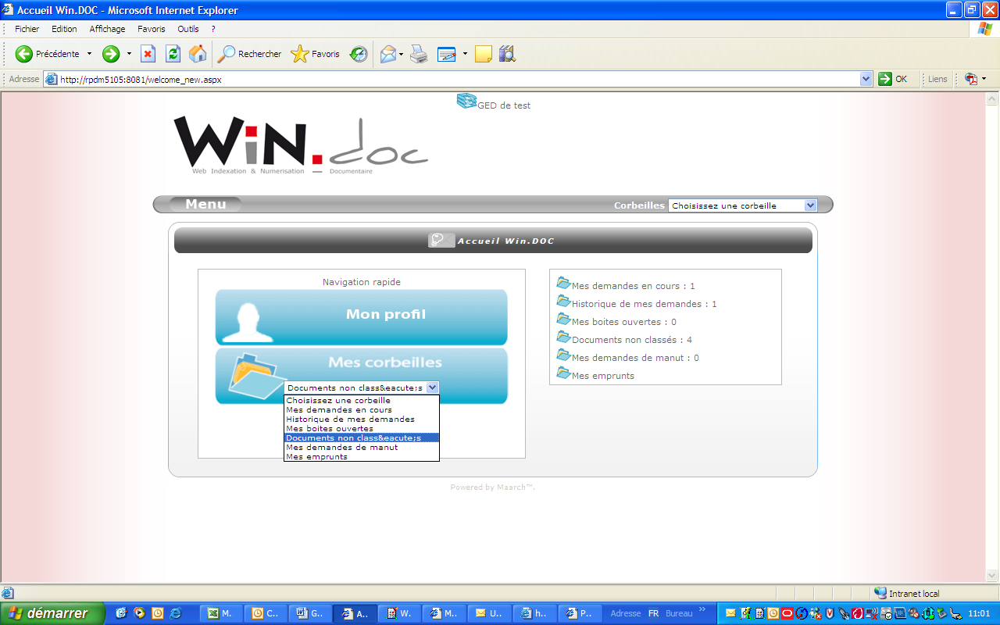 Accueil Win.DOC - Microsoft Internet Explorer
Fichier Edition Affichage Favoris Outils ?
Précédente Rechercher Favoris
Adresse http://rpdm5105:8081/welcome_new.aspx OK Liens
GED de test
WiN.doc
Web Indexation & Numerisation — Documentaire
Menu Corbeilles Choisissez une corbeille
Accueil Win.DOC
Navigation rapide
Mon profil
Mes corbeilles
Documents non class&eacute;s
Choisissez une corbeille
Mes demandes en cours
Historique de mes demandes
Mes boites ouvertes
Documents non class&eacute;s
Mes demandes de manut
Mes emprunts
Mes demandes en cours : 1
Historique de mes demandes : 1
Mes boites ouvertes : 0
Documents non classés : 4
Mes demandes de manut : 0
Mes emprunts
Powered by Maarch™.
Intranet local
démarrer M. C.. G.. A.. W. M.. U.. h.. P.. Adresse FR Bureau » 11:01